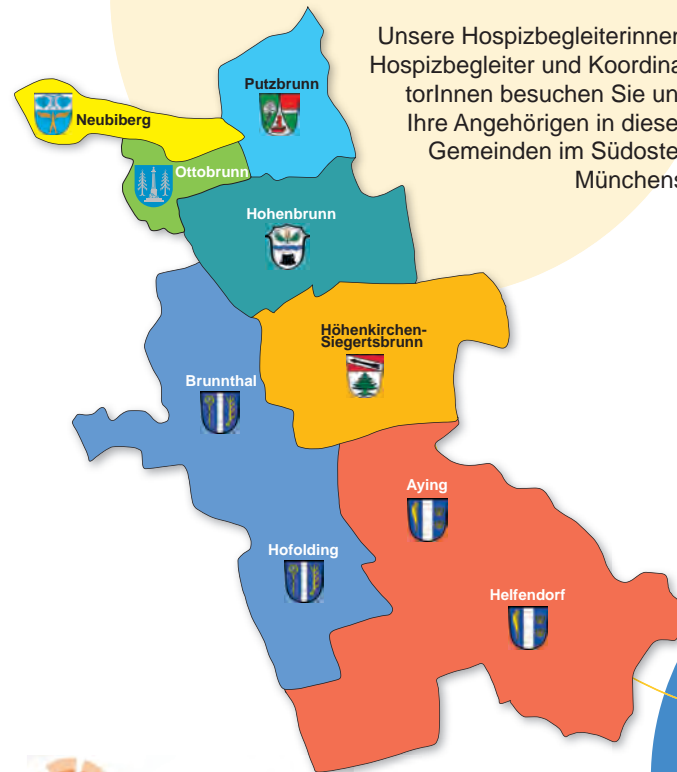 Unsere Hospizbegleiterinnen
Hospizbegleiter und Koordina
torInnen besuchen Sie un
Ihre Angehörigen in diese
Gemeinden im Südoste
Münchens
Putzbrunn
Neubiberg
Ottobrunn
Hohenbrunn
Höhenkirchen-
Siegertsbrunn
Brunnthal
Aying
Hofolding
Helfendorf